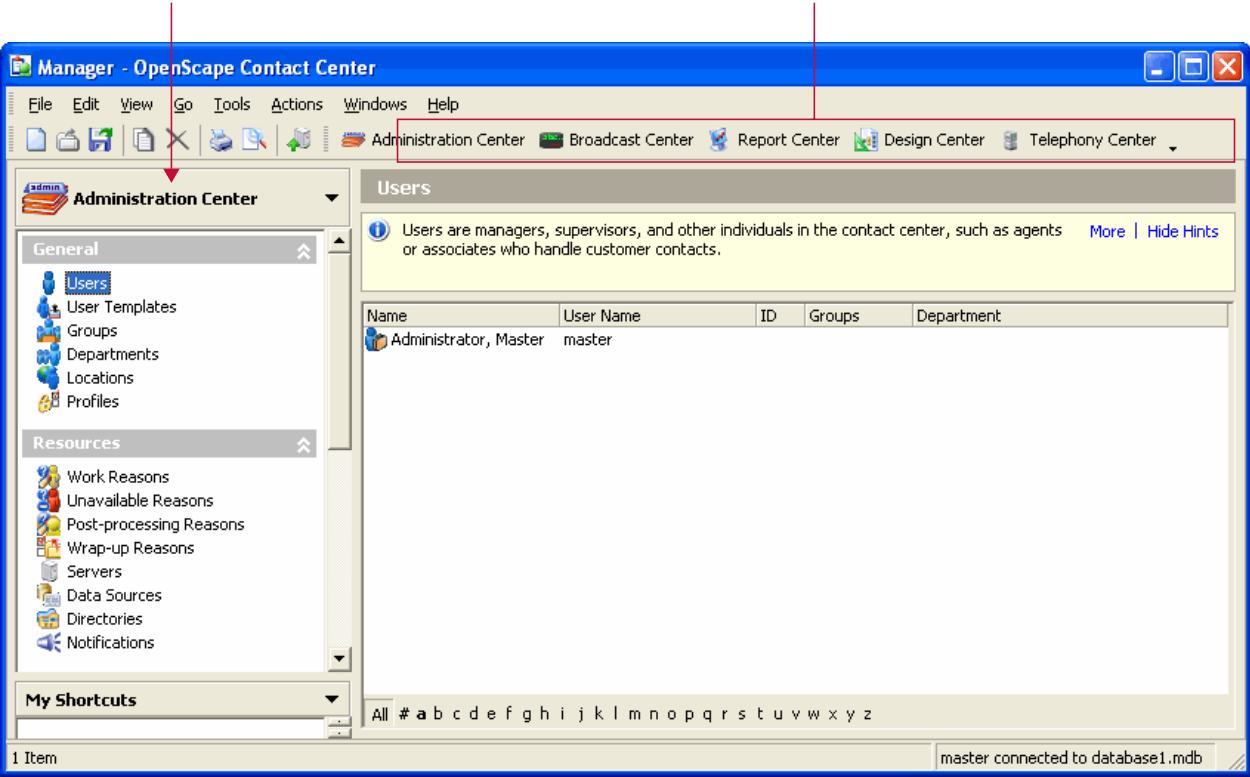 Manager - OpenScape Contact Center
File Edit View Go Tools Actions Windows Help
Administration Center Broadcast Center Report Center Design Center Telephony Center
admin
Administration Center
General
Users
User Templates
Groups
Departments
Locations
Profiles
Resources
Work Reasons
Unavailable Reasons
Post-processing Reasons
Wrap-up Reasons
Servers
Data Sources
Directories
Notifications
My Shortcuts
Users
Users are managers, supervisors, and other individuals in the contact center, such as agents
or associates who handle customer contacts.
More | Hide Hints
Name User Name ID Groups Department
Administrator, Master master
All # a b c d e f g h i j k l m n o p q r s t u v w x y z
1 Item
master connected to database1.mdb